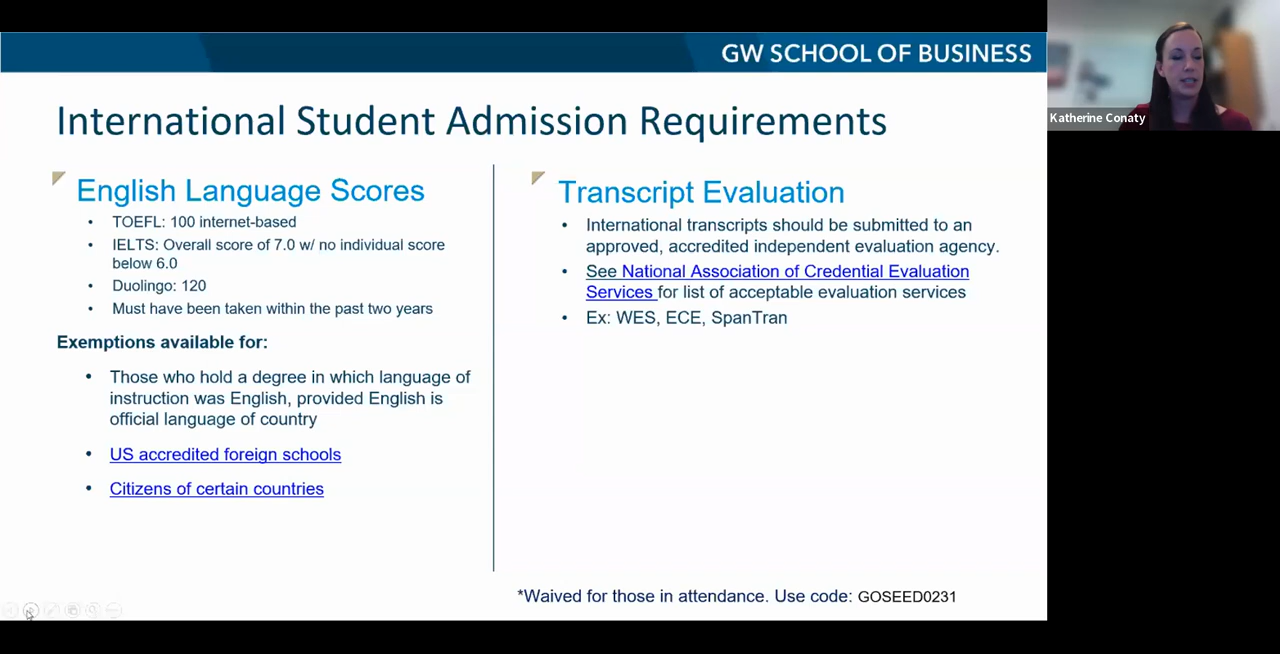 GW SCHOOL OF BUSINESS
Katherine Conaty
International Student Admission Requirements
English Language Scores
• TOEFL: 100 internet-based
• IELTS: Overall score of 7.0 w/ no individual score
below 6.0
• Duolingo: 120
• Must have been taken within the past two years
Exemptions available for:
• Those who hold a degree in which language of
instruction was English, provided English is
official language of country
• US accredited foreign schools
• Citizens of certain countries
Transcript Evaluation
• International transcripts should be submitted to an
approved, accredited independent evaluation agency.
• See National Association of Credential Evaluation
Services for list of acceptable evaluation services
• Ex: WES, ECE, SpanTran
*Waived for those in attendance. Use code: GOSEED0231